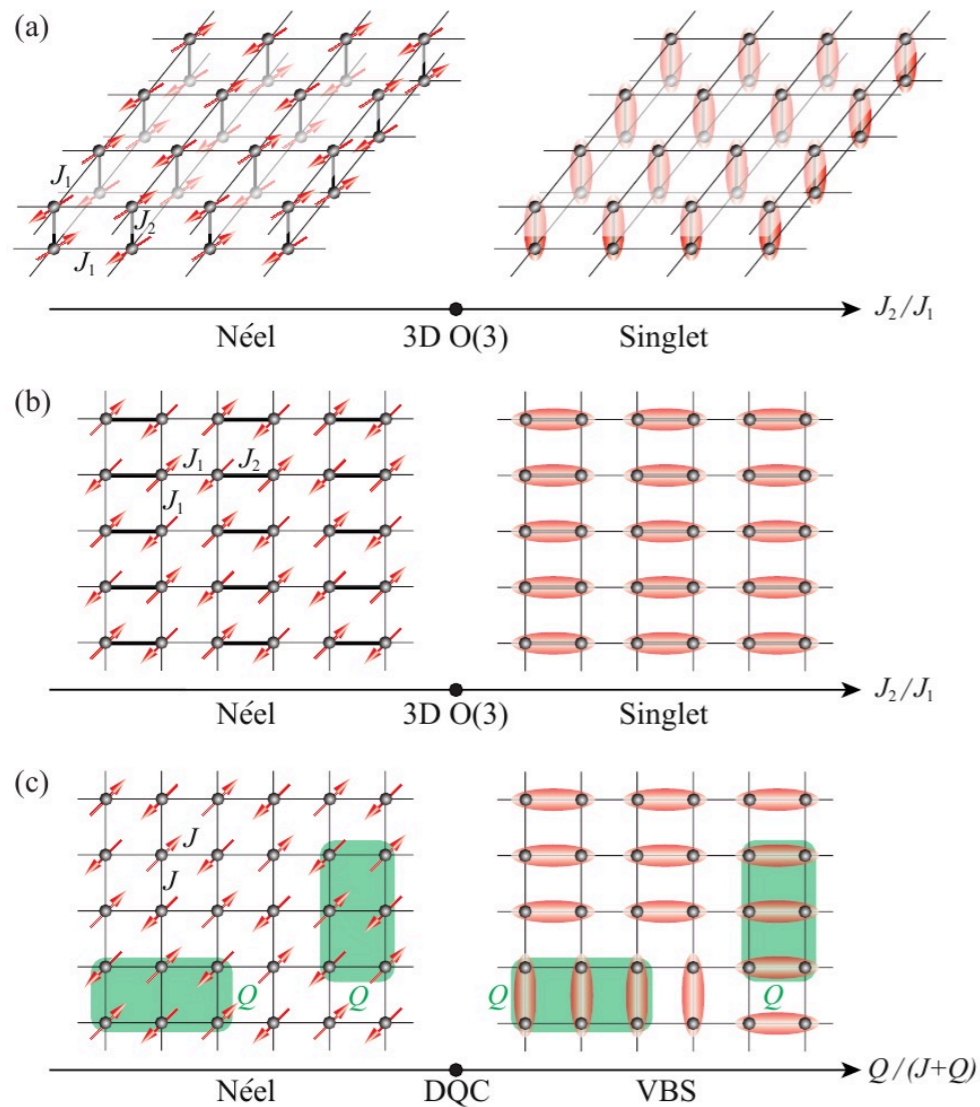 (a)
J₁
J₂
J₁
J₂/J₁
Néel 3D O(3) Singlet
(b)
J₁ J₂
J₁
J₂/J₁
Néel 3D O(3) Singlet
(c)
J
J
Q Q Q Q
Q/(J+Q)
Néel DQC VBS